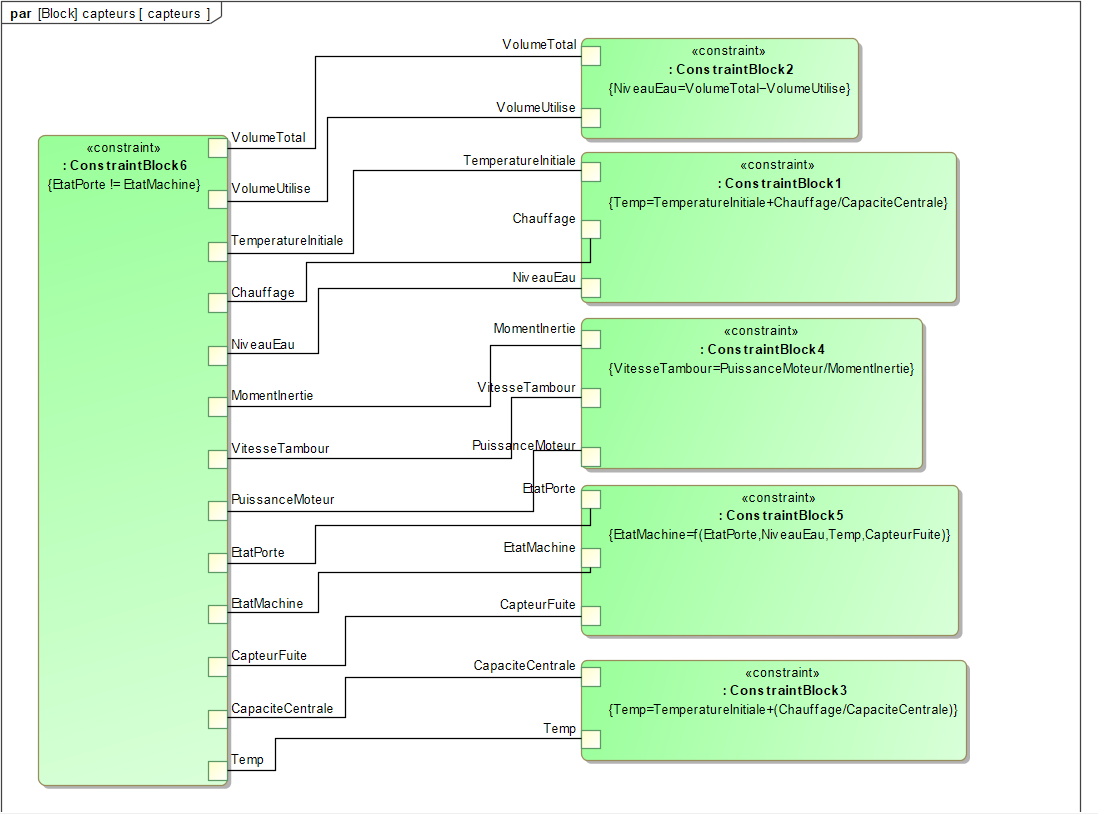 par [Block] capteurs [ capteurs ]
«constraint»
: ConstraintBlock6
{EtatPorte != EtatMachine}
VolumeTotal
VolumeUtilise
TemperatureInitiale
Chauffage
NiveauEau
MomentInertie
VitesseTambour
PuissanceMoteur
EtatPorte
EtatMachine
CapteurFuite
CapaciteCentrale
Temp
VolumeTotal
VolumeUtilise
«constraint»
: ConstraintBlock2
{NiveauEau=VolumeTotal−VolumeUtilise}
TemperatureInitiale
Chauffage
NiveauEau
«constraint»
: ConstraintBlock1
{Temp=TemperatureInitiale+Chauffage/CapaciteCentrale}
MomentInertie
VitesseTambour
PuissanceMoteur
«constraint»
: ConstraintBlock4
{VitesseTambour=PuissanceMoteur/MomentInertie}
EtatPorte
EtatMachine
CapteurFuite
«constraint»
: ConstraintBlock5
{EtatMachine=f(EtatPorte,NiveauEau,Temp,CapteurFuite)}
CapaciteCentrale
Temp
«constraint»
: ConstraintBlock3
{Temp=TemperatureInitiale+(Chauffage/CapaciteCentrale)}